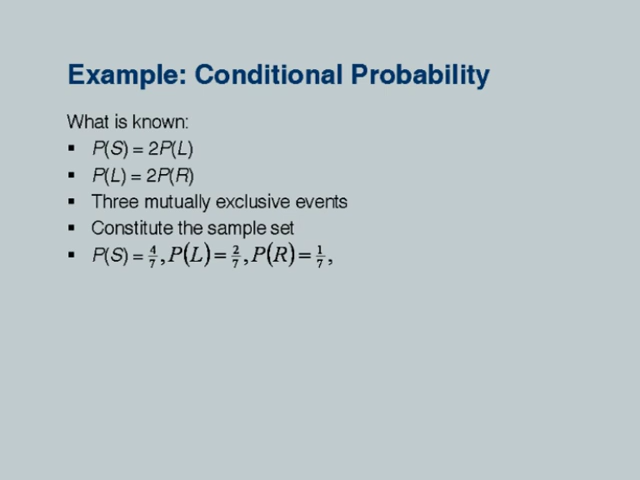 Example: Conditional Probability
What is known:
▪ P(S) = 2P(L)
▪ P(L) = 2P(R)
▪ Three mutually exclusive events
▪ Constitute the sample set
▪ P(S) = 4/7, P(L) = 2/7, P(R) = 1/7,